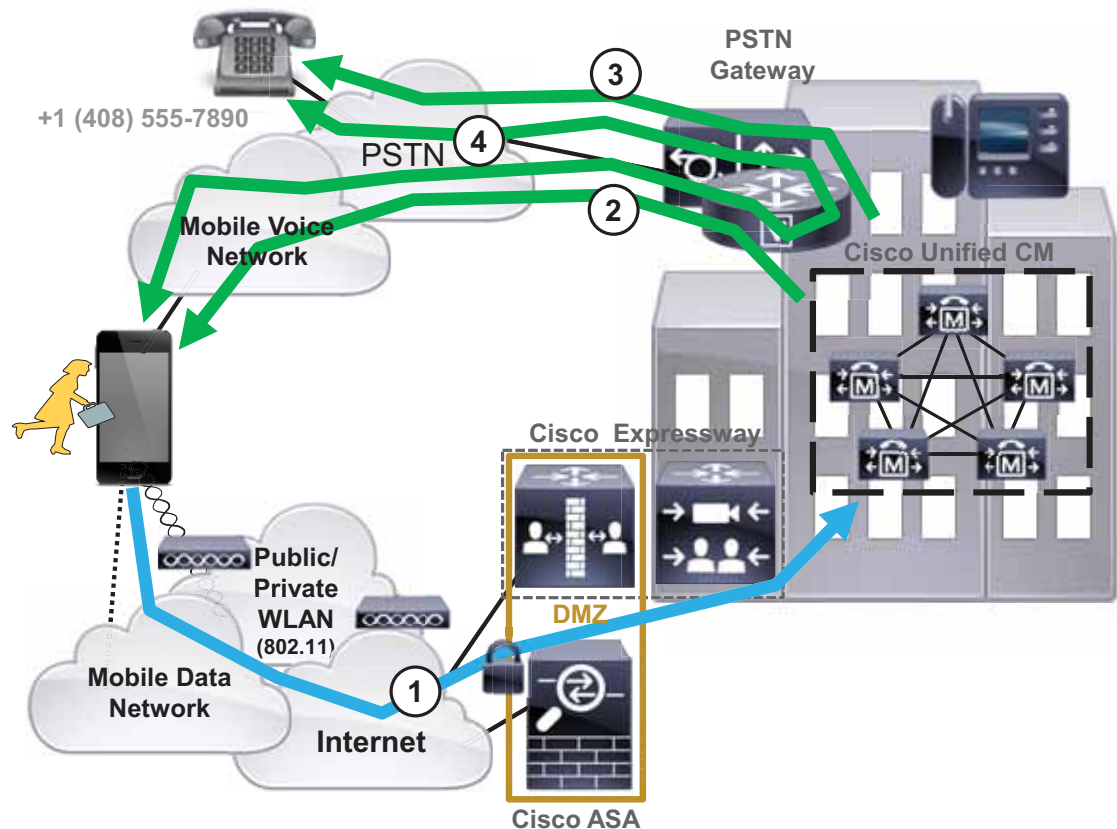 PSTN
Gateway
3
+1 (408) 555-7890
4
PSTN
2
Mobile Voice
Network
Cisco Unified CM
M
M
M
M
M
Cisco Expressway
Public/
Private
WLAN
(802.11)
DMZ
Mobile Data
Network
1
Internet
Cisco ASA